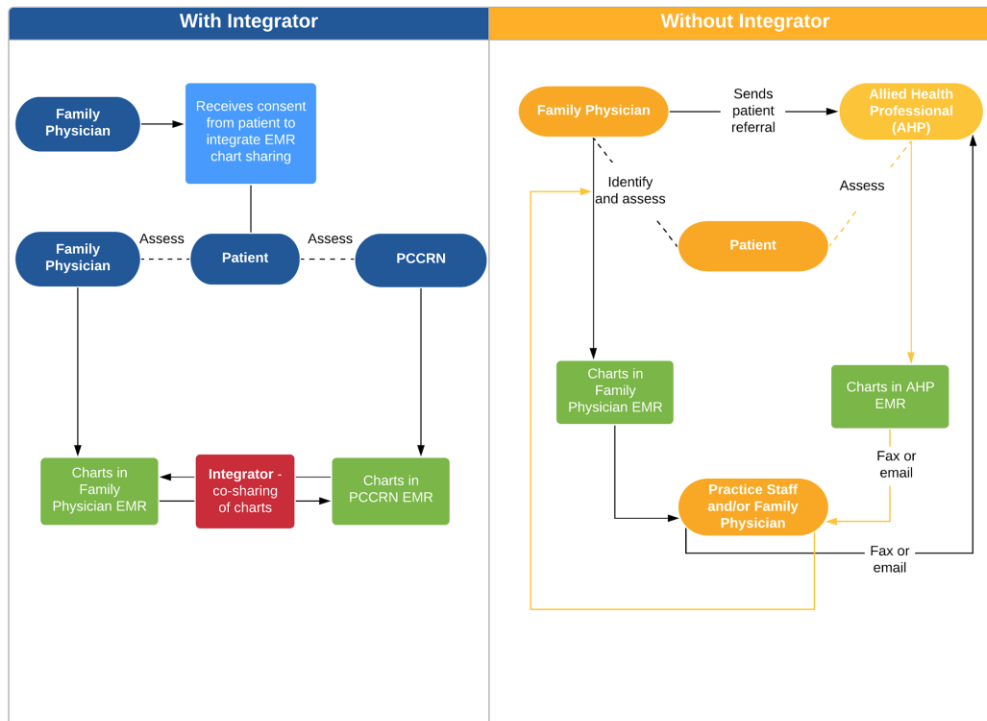 With Integrator
Family
Physician
Receives consent
from patient to
integrate EMR
chart sharing
Family
Physician
Assess
Patient
Assess
PCCRN
Charts in
Family
Physician EMR
Integrator -
co-sharing
of charts
Charts in
PCCRN EMR
Without Integrator
Family Physician
Sends
patient
referral
Allied Health
Professional
(AHP)
Identify
and assess
Assess
Patient
Charts in
Family
Physician EMR
Charts in AHP
EMR
Fax or
email
Practice Staff
and/or Family
Physician
Fax or
email